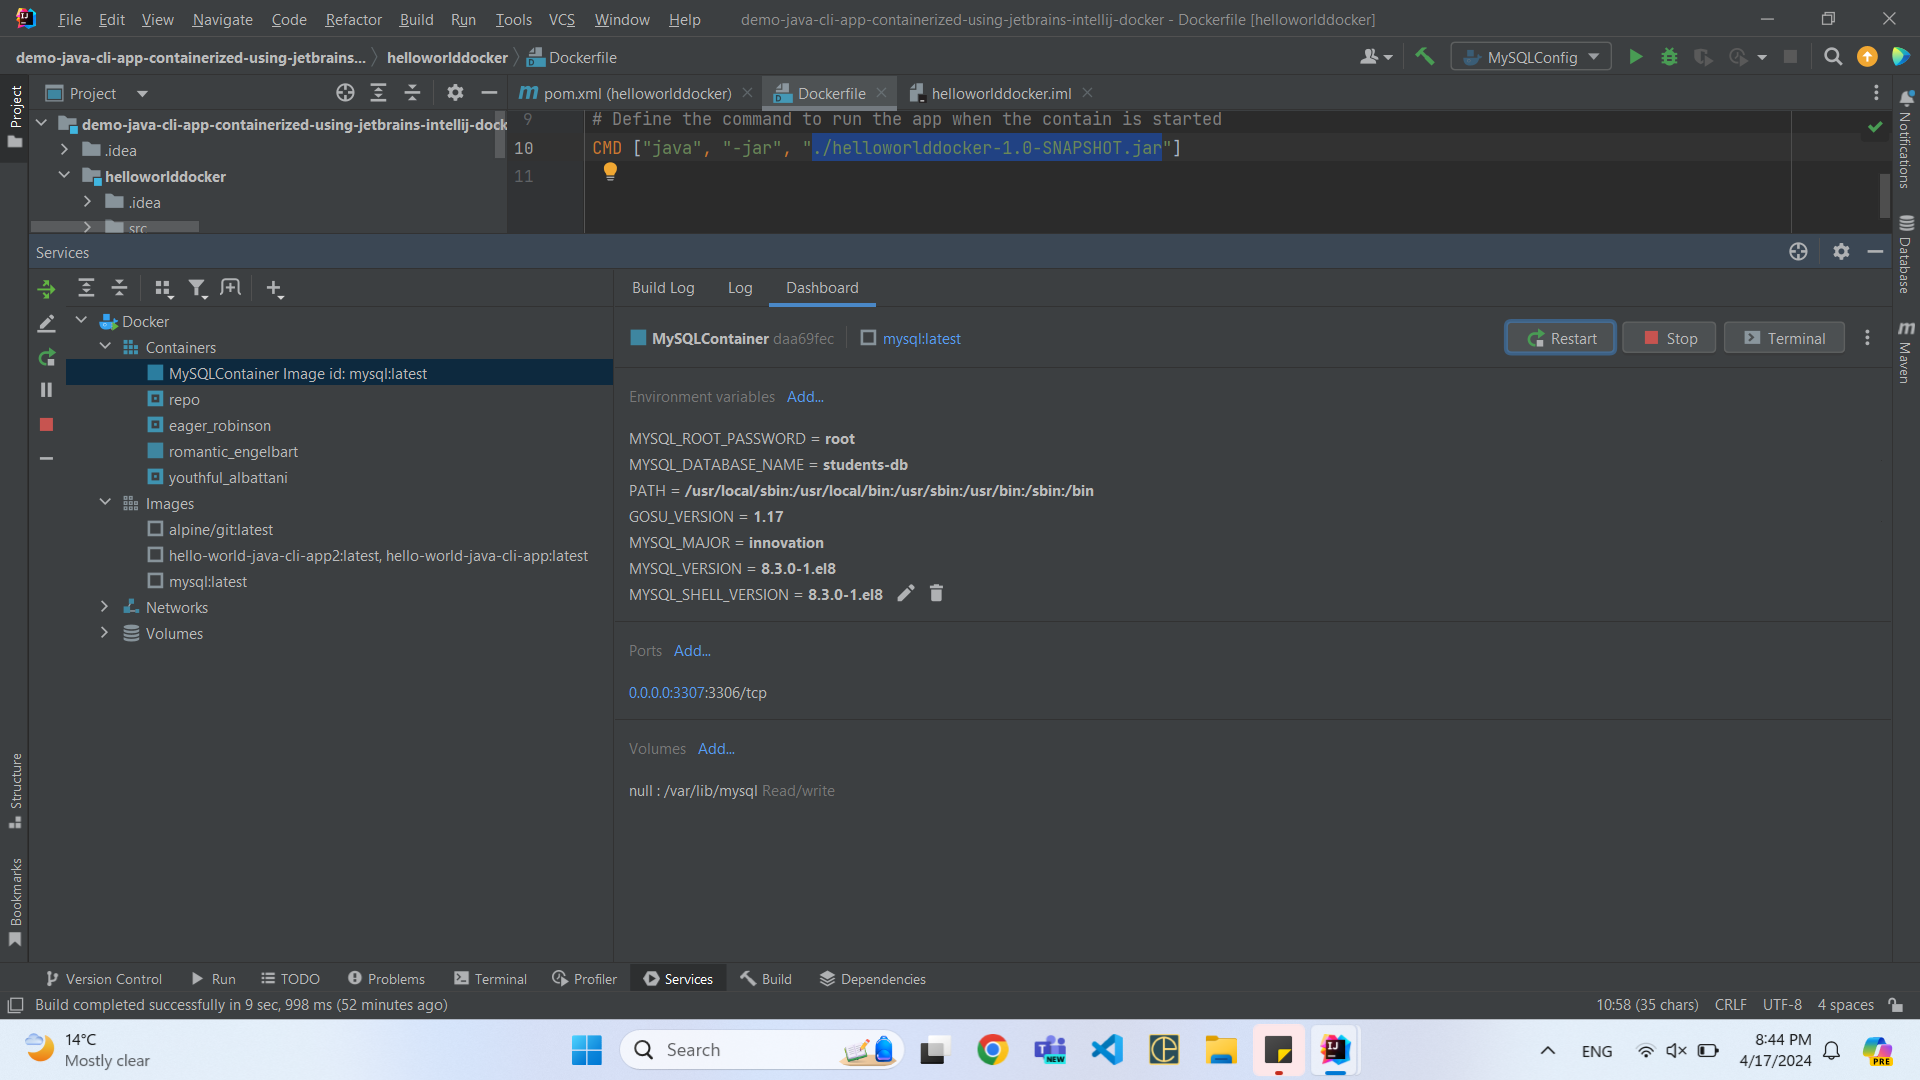 File Edit View Navigate Code Refactor Build Run Tools VCS Window Help demo-java-cli-app-containerized-using-jetbrains-intellij-docker - Dockerfile [helloworlddocker]
demo-java-cli-app-containerized-using-jetbrains... helloworlddocker Dockerfile MySQLConfig
Project
Project pom.xml (helloworlddocker) Dockerfile helloworlddocker.iml
demo-java-cli-app-containerized-using-jetbrains-intellij-dock
.idea
helloworlddocker
.idea
src
9 # Define the command to run the app when the contain is started
10 CMD ["java", "-jar", "./helloworlddocker-1.0-SNAPSHOT.jar"]
11
Notifications
Database
Maven
Services
Build Log Log Dashboard
Docker
Containers
MySQLContainer Image id: mysql:latest
repo
eager_robinson
romantic_engelbart
youthful_albattani
Images
alpine/git:latest
hello-world-java-cli-app2:latest, hello-world-java-cli-app:latest
mysql:latest
Networks
Volumes
MySQLContainer daa69fec mysql:latest Restart Stop Terminal
Environment variables Add...
MYSQL_ROOT_PASSWORD = root
MYSQL_DATABASE_NAME = students-db
PATH = /usr/local/sbin:/usr/local/bin:/usr/sbin:/usr/bin:/sbin:/bin
GOSU_VERSION = 1.17
MYSQL_MAJOR = innovation
MYSQL_VERSION = 8.3.0-1.el8
MYSQL_SHELL_VERSION = 8.3.0-1.el8
Ports Add...
0.0.0.0:3307:3306/tcp
Volumes Add...
null : /var/lib/mysql Read/write
Structure
Bookmarks
Version Control Run TODO Problems Terminal Profiler Services Build Dependencies
Build completed successfully in 9 sec, 998 ms (52 minutes ago) 10:58 (35 chars) CRLF UTF-8 4 spaces
14°C
Mostly clear
Search
NEW
ENG
8:44 PM
4/17/2024
PRE